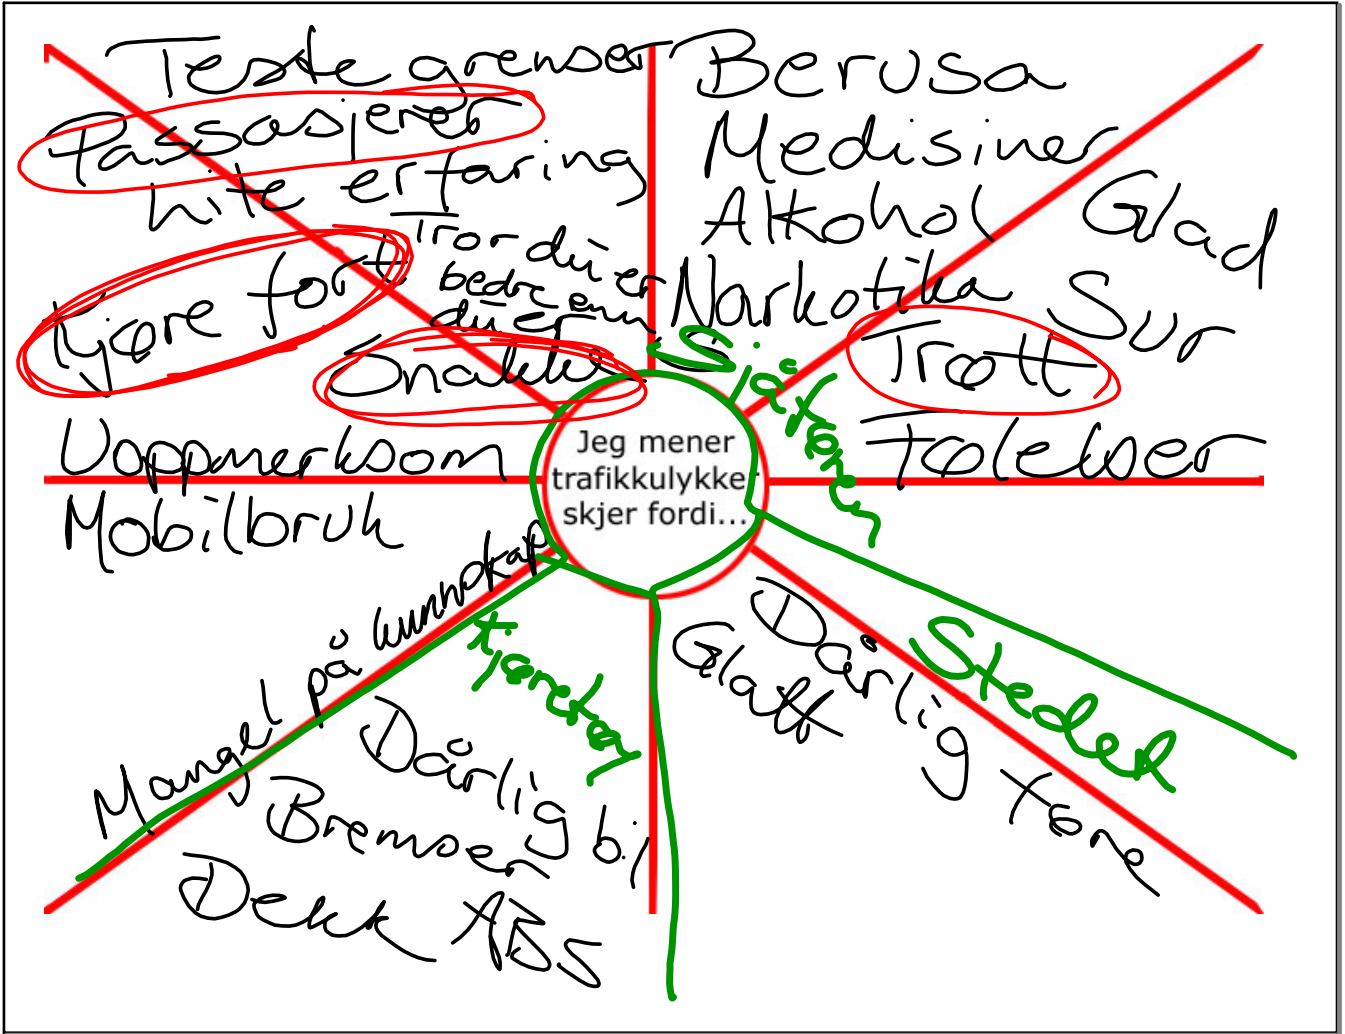 Teste grenser
Passasjerer
Lite erfaring
Tror du er
bedre enn
du er
Kjøre fort
Snakke
Uoppmerksom
Mobilbruk
Berusa
Medisiner
Alkohol
Narkotika
Glad
Sur
Trøtt
Følelser
Sjåføren
Jeg mener
trafikkulykker
skjer fordi...
Mangel på kunnskap
Kjøretøy
Dårlig bil
Bremser
Dekk ABS
Glatt
Dårlig føre
Stedet